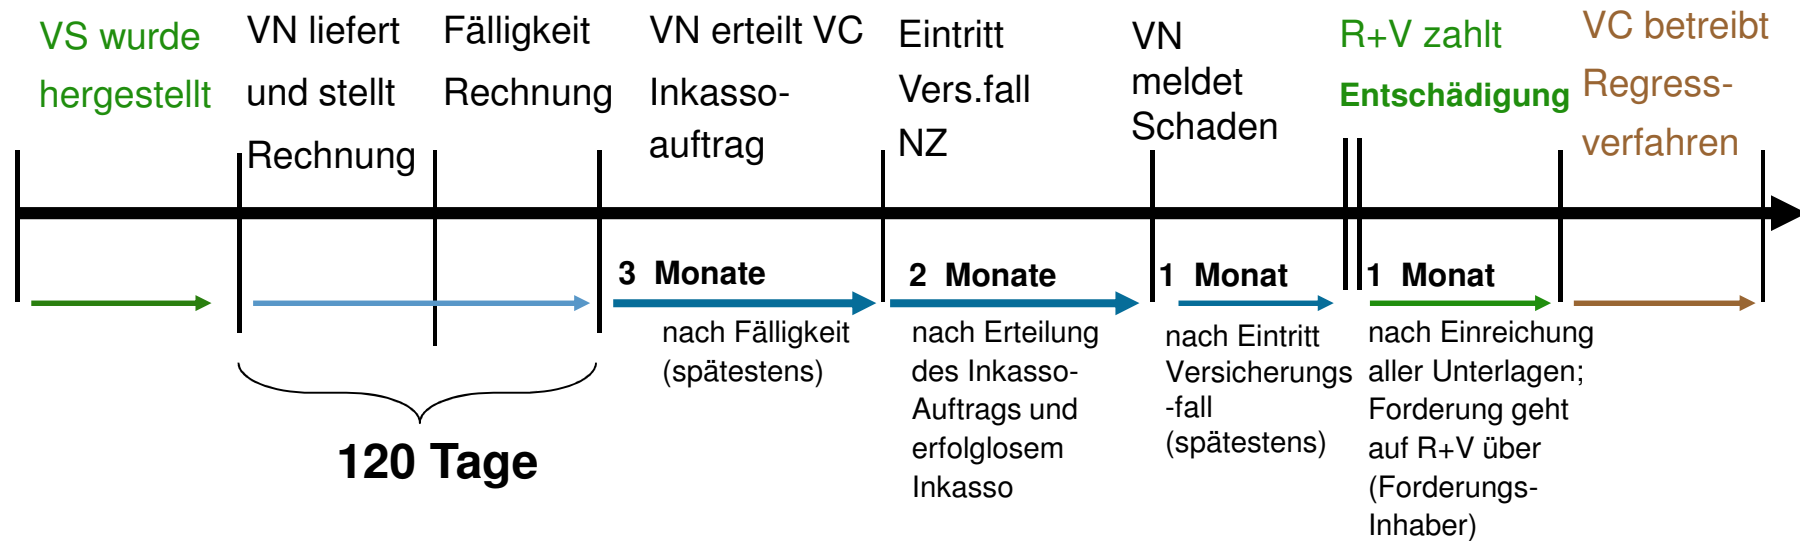 VS wurde
hergestellt
VN liefert
und stellt
Rechnung
Fälligkeit
Rechnung
VN erteilt VC
Inkasso-
auftrag
Eintritt
Vers.fall
NZ
VN
meldet
Schaden
R+V zahlt
Entschädigung
VC betreibt
Regress-
verfahren
120 Tage
3 Monate
nach Fälligkeit
(spätestens)
2 Monate
nach Erteilung
des Inkasso-
Auftrags und
erfolglosem
Inkasso
1 Monat
nach Eintritt
Versicherungs
-fall
(spätestens)
1 Monat
nach Einreichung
aller Unterlagen;
Forderung geht
auf R+V über
(Forderungs-
Inhaber)